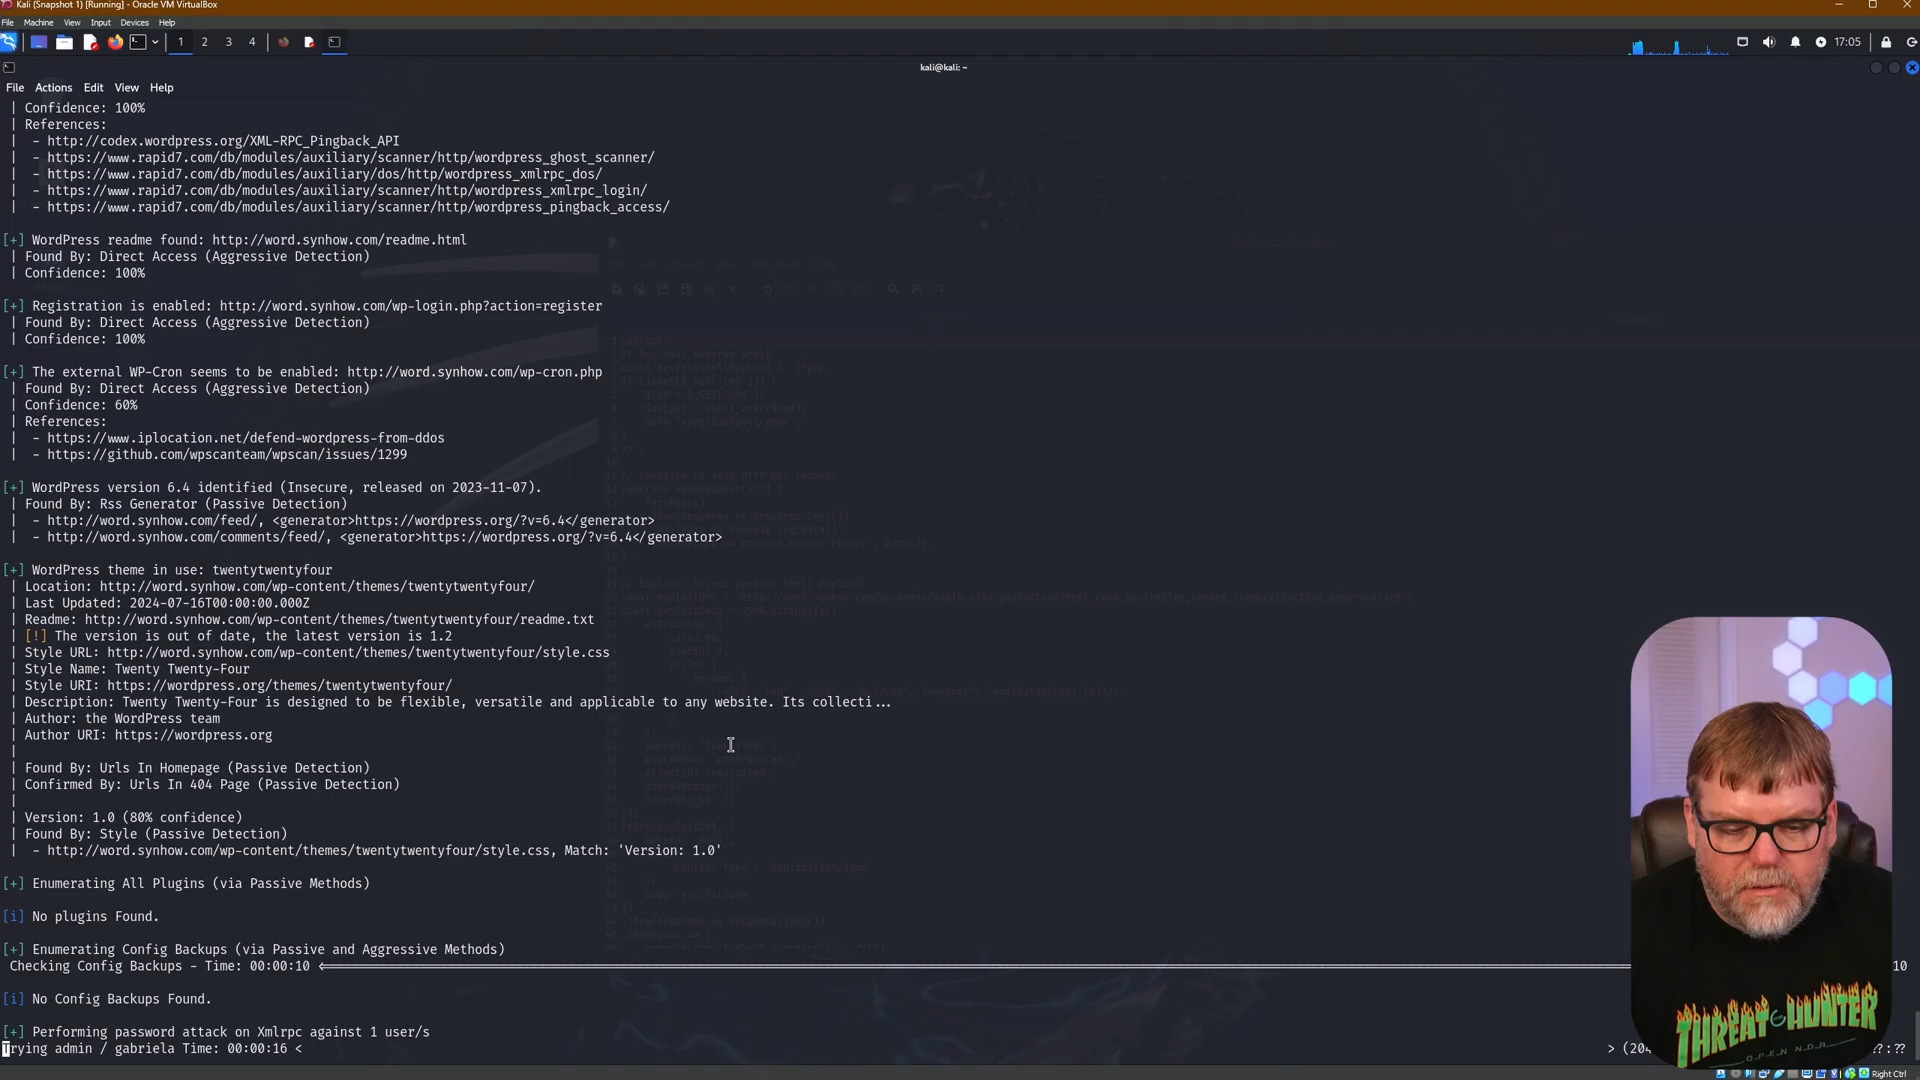 Kali (Snapshot 1) [Running] - Oracle VM VirtualBox
File Machine View Input Devices Help
1 2 3 4
17:05
kali@kali: ~
File Actions Edit View Help
| Confidence: 100%
| References:
| - http://codex.wordpress.org/XML-RPC_Pingback_API
| - https://www.rapid7.com/db/modules/auxiliary/scanner/http/wordpress_ghost_scanner/
| - https://www.rapid7.com/db/modules/auxiliary/dos/http/wordpress_xmlrpc_dos/
| - https://www.rapid7.com/db/modules/auxiliary/scanner/http/wordpress_xmlrpc_login/
| - https://www.rapid7.com/db/modules/auxiliary/scanner/http/wordpress_pingback_access/
[+] WordPress readme found: http://word.synhow.com/readme.html
| Found By: Direct Access (Aggressive Detection)
| Confidence: 100%
[+] Registration is enabled: http://word.synhow.com/wp-login.php?action=register
| Found By: Direct Access (Aggressive Detection)
| Confidence: 100%
[+] The external WP-Cron seems to be enabled: http://word.synhow.com/wp-cron.php
| Found By: Direct Access (Aggressive Detection)
| Confidence: 60%
| References:
| - https://www.iplocation.net/defend-wordpress-from-ddos
| - https://github.com/wpscanteam/wpscan/issues/1299
[+] WordPress version 6.4 identified (Insecure, released on 2023-11-07).
| Found By: Rss Generator (Passive Detection)
| - http://word.synhow.com/feed/, <generator>https://wordpress.org/?v=6.4</generator>
| - http://word.synhow.com/comments/feed/, <generator>https://wordpress.org/?v=6.4</generator>
[+] WordPress theme in use: twentytwentyfour
| Location: http://word.synhow.com/wp-content/themes/twentytwentyfour/
| Last Updated: 2024-07-16T00:00:00.000Z
| Readme: http://word.synhow.com/wp-content/themes/twentytwentyfour/readme.txt
| [!] The version is out of date, the latest version is 1.2
| Style URL: http://word.synhow.com/wp-content/themes/twentytwentyfour/style.css
| Style Name: Twenty Twenty-Four
| Style URI: https://wordpress.org/themes/twentytwentyfour/
| Description: Twenty Twenty-Four is designed to be flexible, versatile and applicable to any website. Its collecti...
| Author: the WordPress team
| Author URI: https://wordpress.org
|
| Found By: Urls In Homepage (Passive Detection)
| Confirmed By: Urls In 404 Page (Passive Detection)
|
| Version: 1.0 (80% confidence)
| Found By: Style (Passive Detection)
| - http://word.synhow.com/wp-content/themes/twentytwentyfour/style.css, Match: 'Version: 1.0'
[+] Enumerating All Plugins (via Passive Methods)
[i] No plugins Found.
[+] Enumerating Config Backups (via Passive and Aggressive Methods)
Checking Config Backups - Time: 00:00:10 <
[i] No Config Backups Found.
[+] Performing password attack on Xmlrpc against 1 user/s
Trying admin / gabriela Time: 00:00:16 < > (204 ??:??
THREAT HUNTER
OPEN NDR
Right Ctrl